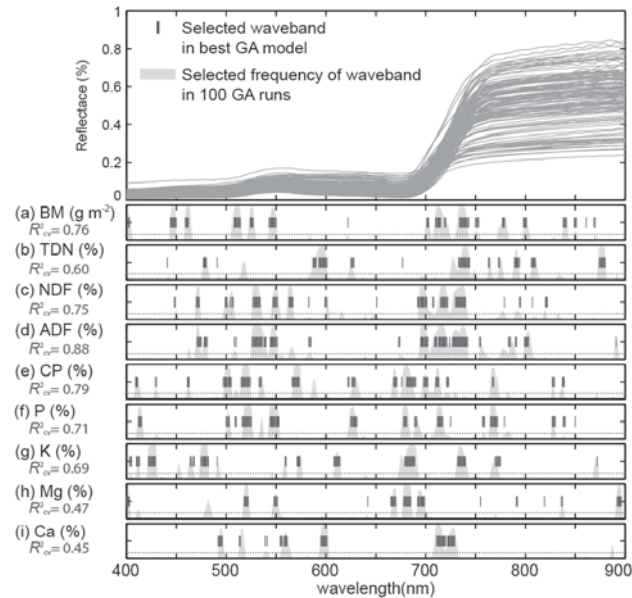 1
0.8
0.6
0.4
0.2
0
Reflectace (%)
Selected waveband
in best GA model
Selected frequency of waveband
in 100 GA runs
(a) BM (g m⁻²)
R²cv= 0.76
(b) TDN (%)
R²cv= 0.60
(c) NDF (%)
R²cv= 0.75
(d) ADF (%)
R²cv= 0.88
(e) CP (%)
R²cv= 0.79
(f) P (%)
R²cv= 0.71
(g) K (%)
R²cv= 0.69
(h) Mg (%)
R²cv= 0.47
(i) Ca (%)
R²cv= 0.45
400 500 600 700 800 900
wavelength(nm)